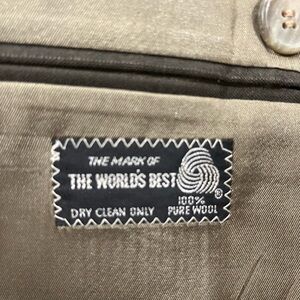 THE MARK OF
THE WORLD'S BEST
100%
DRY CLEAN ONLY PURE WOOL ®